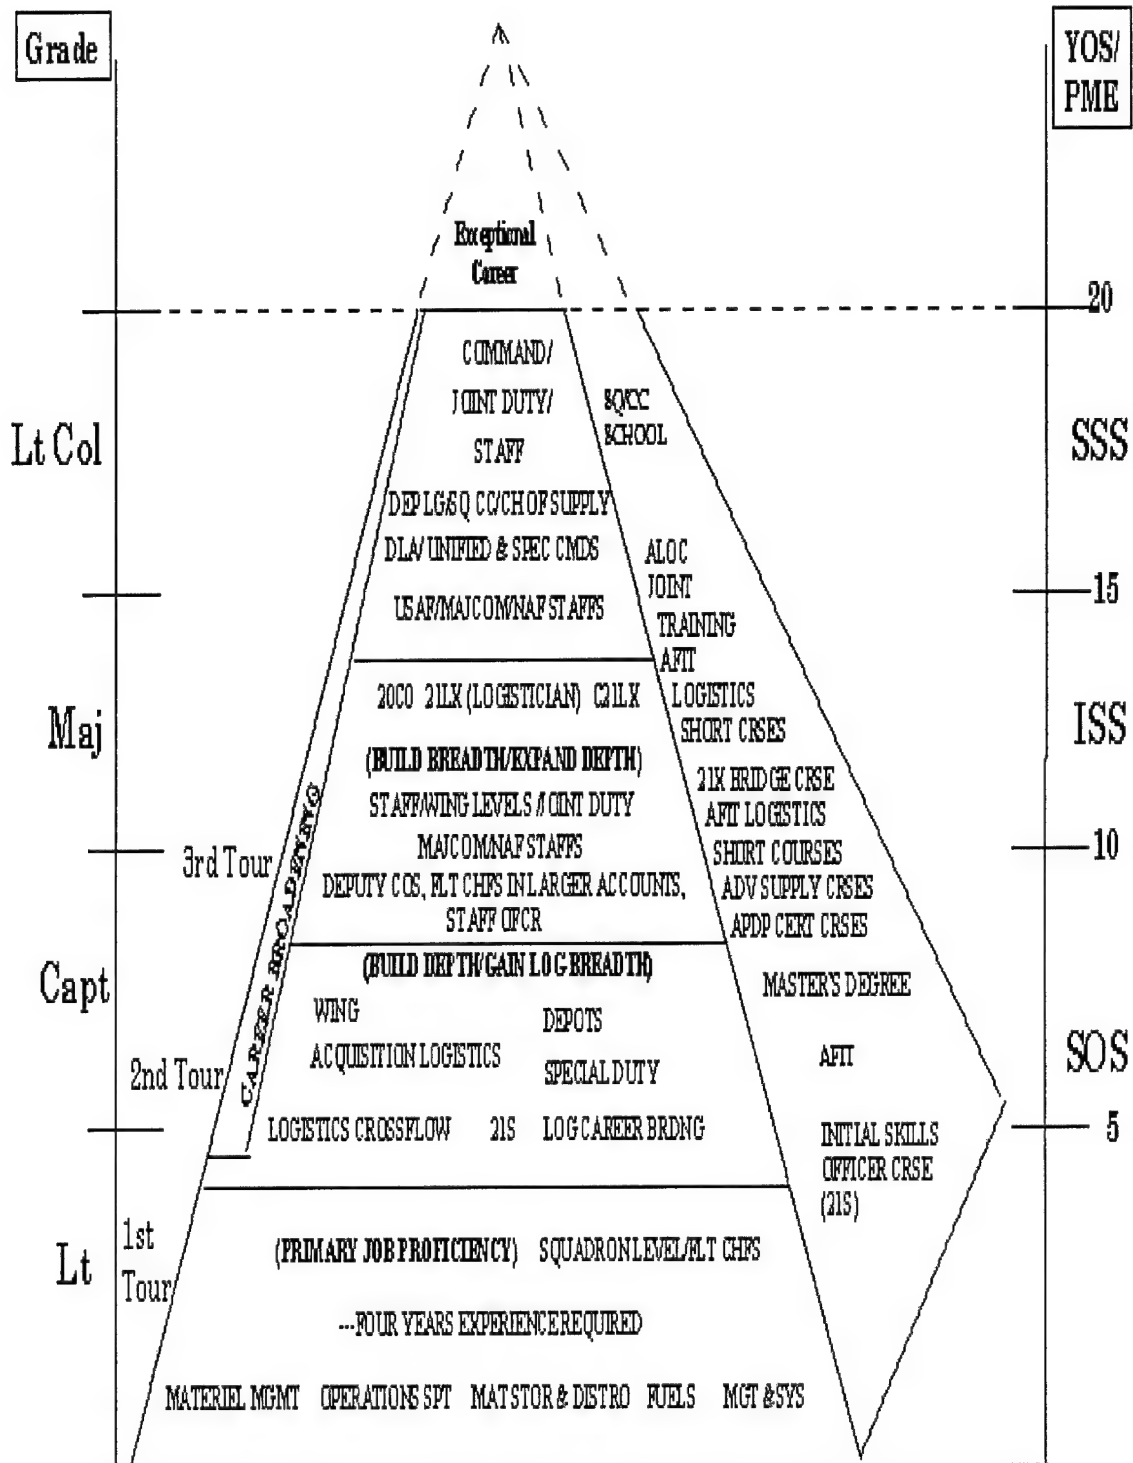 Grade
YOS/
PME
Exceptional
Career
20
COMMAND/
JOINT DUTY/
STAFF
SQ/CC
SCHOOL
Lt Col
SSS
DEP LG/SQ CC/CH OF SUPPLY
DLA/ UNIFIED & SPEC CMDS
USAF/MAJCOM/NAF STAFFS
ALOC
JOINT
TRAINING
AFIT
LOGISTICS
SHORT CRSES
15
20C0 21LX (LOGISTICIAN) C21LX
Maj
ISS
(BUILD BREADTH/EXPAND DEPTH)
STAFF/WING LEVELS /JOINT DUTY
MAJCOM/NAF STAFFS
DEPUTY COS, FLT CHFS IN LARGER ACCOUNTS,
STAFF OFCR
21X BRIDGE CRSE
AFIT LOGISTICS
SHORT COURSES
ADV SUPPLY CRSES
APDP CERT CRSES
10
3rd Tour
CAREER BROADENING
(BUILD DEPTH/GAIN LOG BREADTH)
Capt
WING
DEPOTS
ACQUISITION LOGISTICS
SPECIAL DUTY
MASTER'S DEGREE
AFIT
SOS
2nd Tour
LOGISTICS CROSSFLOW 21S LOG CAREER BRDNG
INITIAL SKILLS
OFFICER CRSE
(21S)
5
1st
Tour
Lt
(PRIMARY JOB PROFICIENCY) SQUADRON LEVEL/FLT CHFS
---FOUR YEARS EXPERIENCE REQUIRED
MATERIEL MGMT OPERATIONS SPT MAT STOR & DISTRO FUELS MGT & SYS